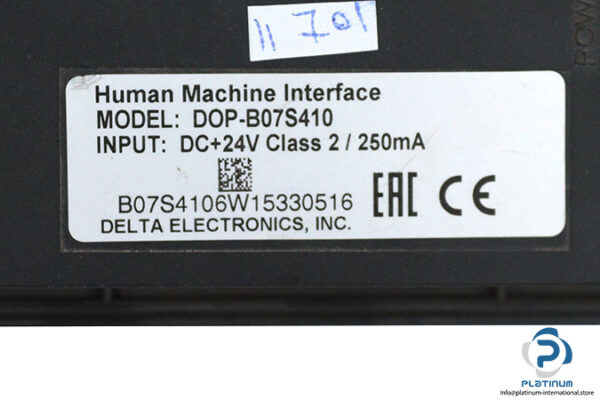 11 701
POW
Human Machine Interface
MODEL: DOP-B07S410
INPUT: DC+24V Class 2 / 250mA
B07S4106W15330516
EAC CE
DELTA ELECTRONICS, INC.
PLATINUM
info@platinum-international.store